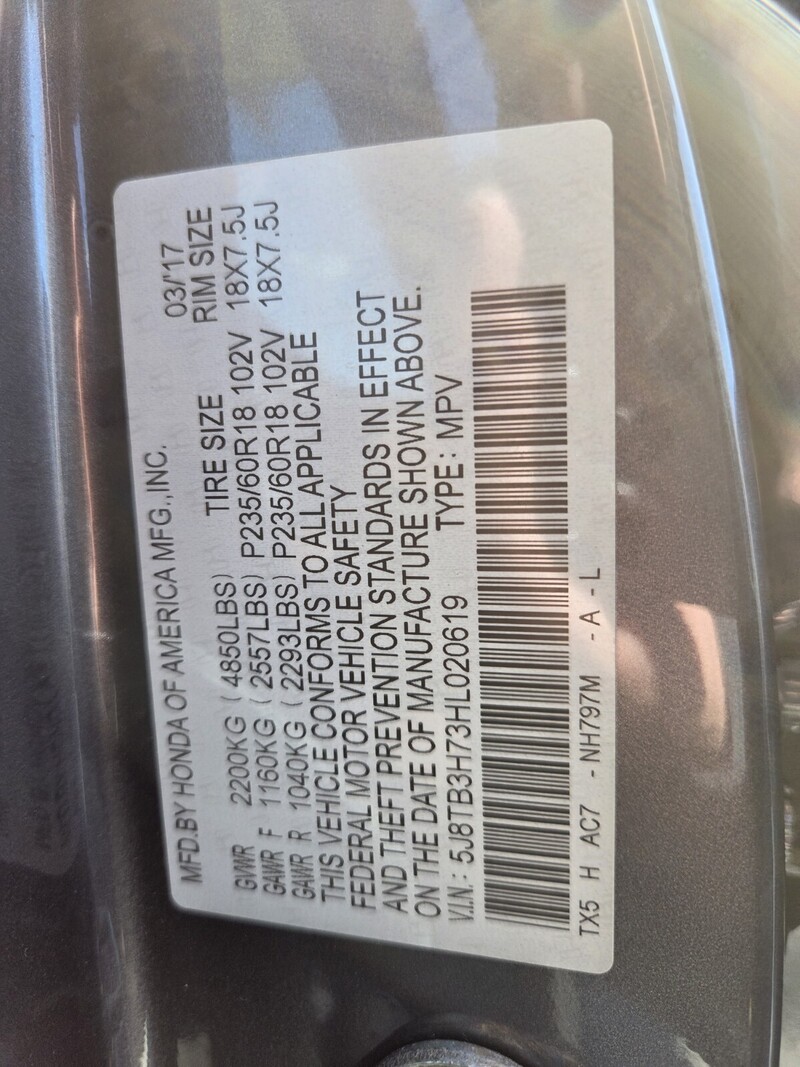 MFD.BY HONDA OF AMERICA MFG.,INC. 03/'17
TIRE SIZE RIM SIZE
GVWR 2200KG ( 4850LBS)
GAWR F 1160KG ( 2557LBS) P235/60R18 102V 18X7.5J
GAWR R 1040KG ( 2293LBS) P235/60R18 102V 18X7.5J
THIS VEHICLE CONFORMS TO ALL APPLICABLE
FEDERAL MOTOR VEHICLE SAFETY
AND THEFT PREVENTION STANDARDS IN EFFECT
ON THE DATE OF MANUFACTURE SHOWN ABOVE.
V.I.N.: 5J8TB3H73HL020619 TYPE: MPV
TX5 H AC7 -NH797M -A-L